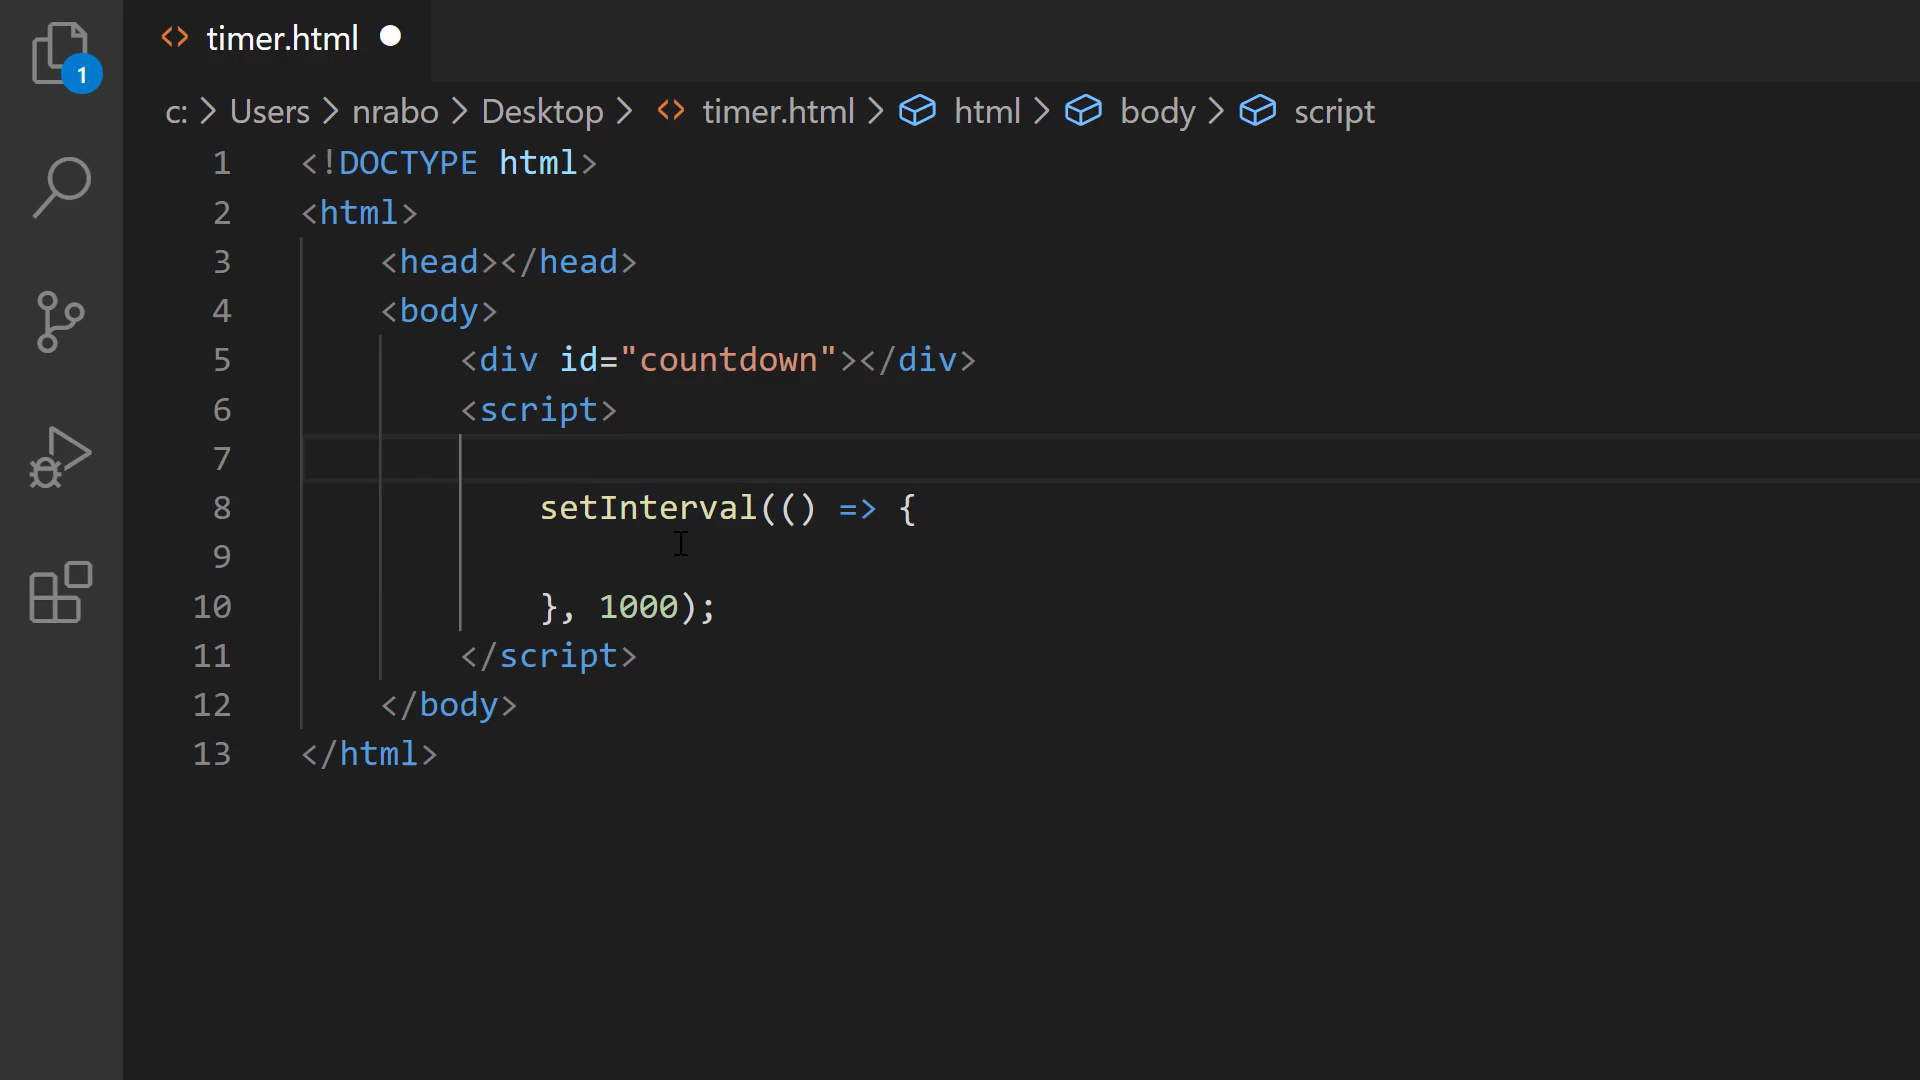 timer.html
1
c: > Users > nrabo > Desktop > timer.html > html > body > script
1 <!DOCTYPE html>
2 <html>
3     <head></head>
4     <body>
5         <div id="countdown"></div>
6         <script>
7
8             setInterval(() => {
9
10             }, 1000);
11         </script>
12     </body>
13 </html>